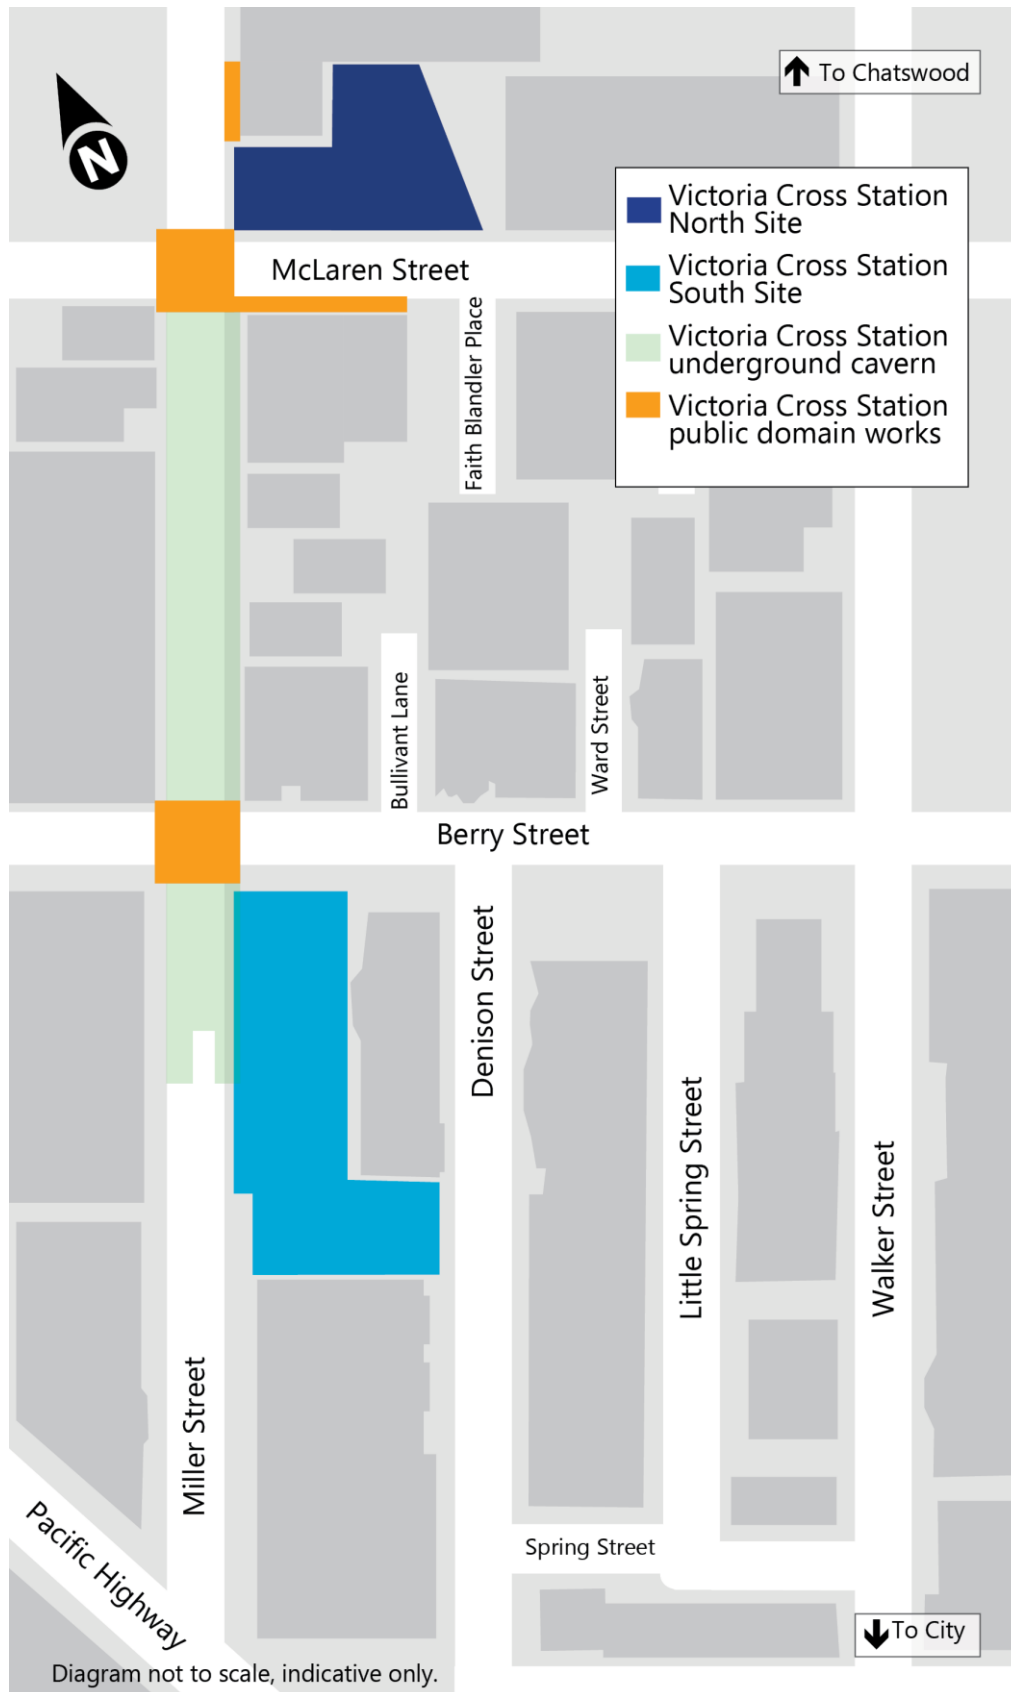 To Chatswood
N
Victoria Cross Station
North Site
Victoria Cross Station
South Site
Victoria Cross Station
underground cavern
Victoria Cross Station
public domain works
McLaren Street
Faith Blandler Place
Bullivant Lane
Ward Street
Berry Street
Denison Street
Little Spring Street
Walker Street
Miller Street
Pacific Highway
Spring Street
To City
Diagram not to scale, indicative only.